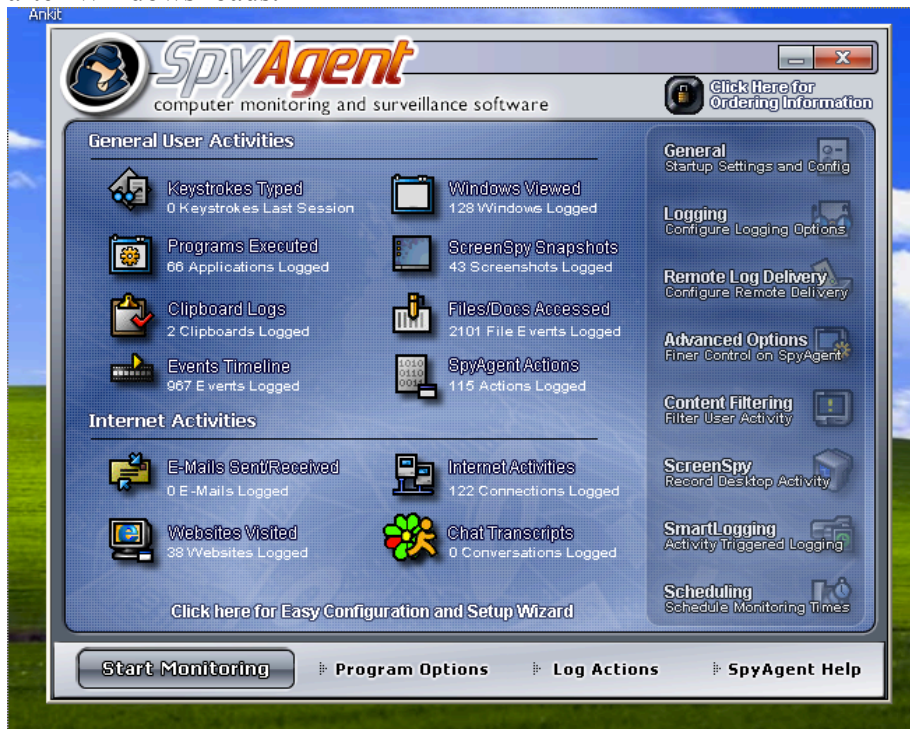 Ankit
SpyAgent
computer monitoring and surveillance software
Click Here for
Ordering Information
General User Activities
Keystrokes Typed
0 Keystrokes Last Session
Windows Viewed
128 Windows Logged
Programs Executed
66 Applications Logged
ScreenSpy Snapshots
43 Screenshots Logged
Clipboard Logs
2 Clipboards Logged
Files/Docs Accessed
2101 File Events Logged
Events Timeline
967 Events Logged
SpyAgent Actions
115 Actions Logged
Internet Activities
E-Mails Sent/Received
0 E-Mails Logged
Internet Activities
122 Connections Logged
Websites Visited
38 Websites Logged
Chat Transcripts
0 Conversations Logged
Click here for Easy Configuration and Setup Wizard
General
Startup Settings and Config
Logging
Configure Logging Options
Remote Log Delivery
Configure Remote Delivery
Advanced Options
Finer Control on SpyAgent
Content Filtering
Filter User Activity
ScreenSpy
Record Desktop Activity
SmartLogging
Activity Triggered Logging
Scheduling
Schedule Monitoring Times
Start Monitoring
Program Options
Log Actions
SpyAgent Help